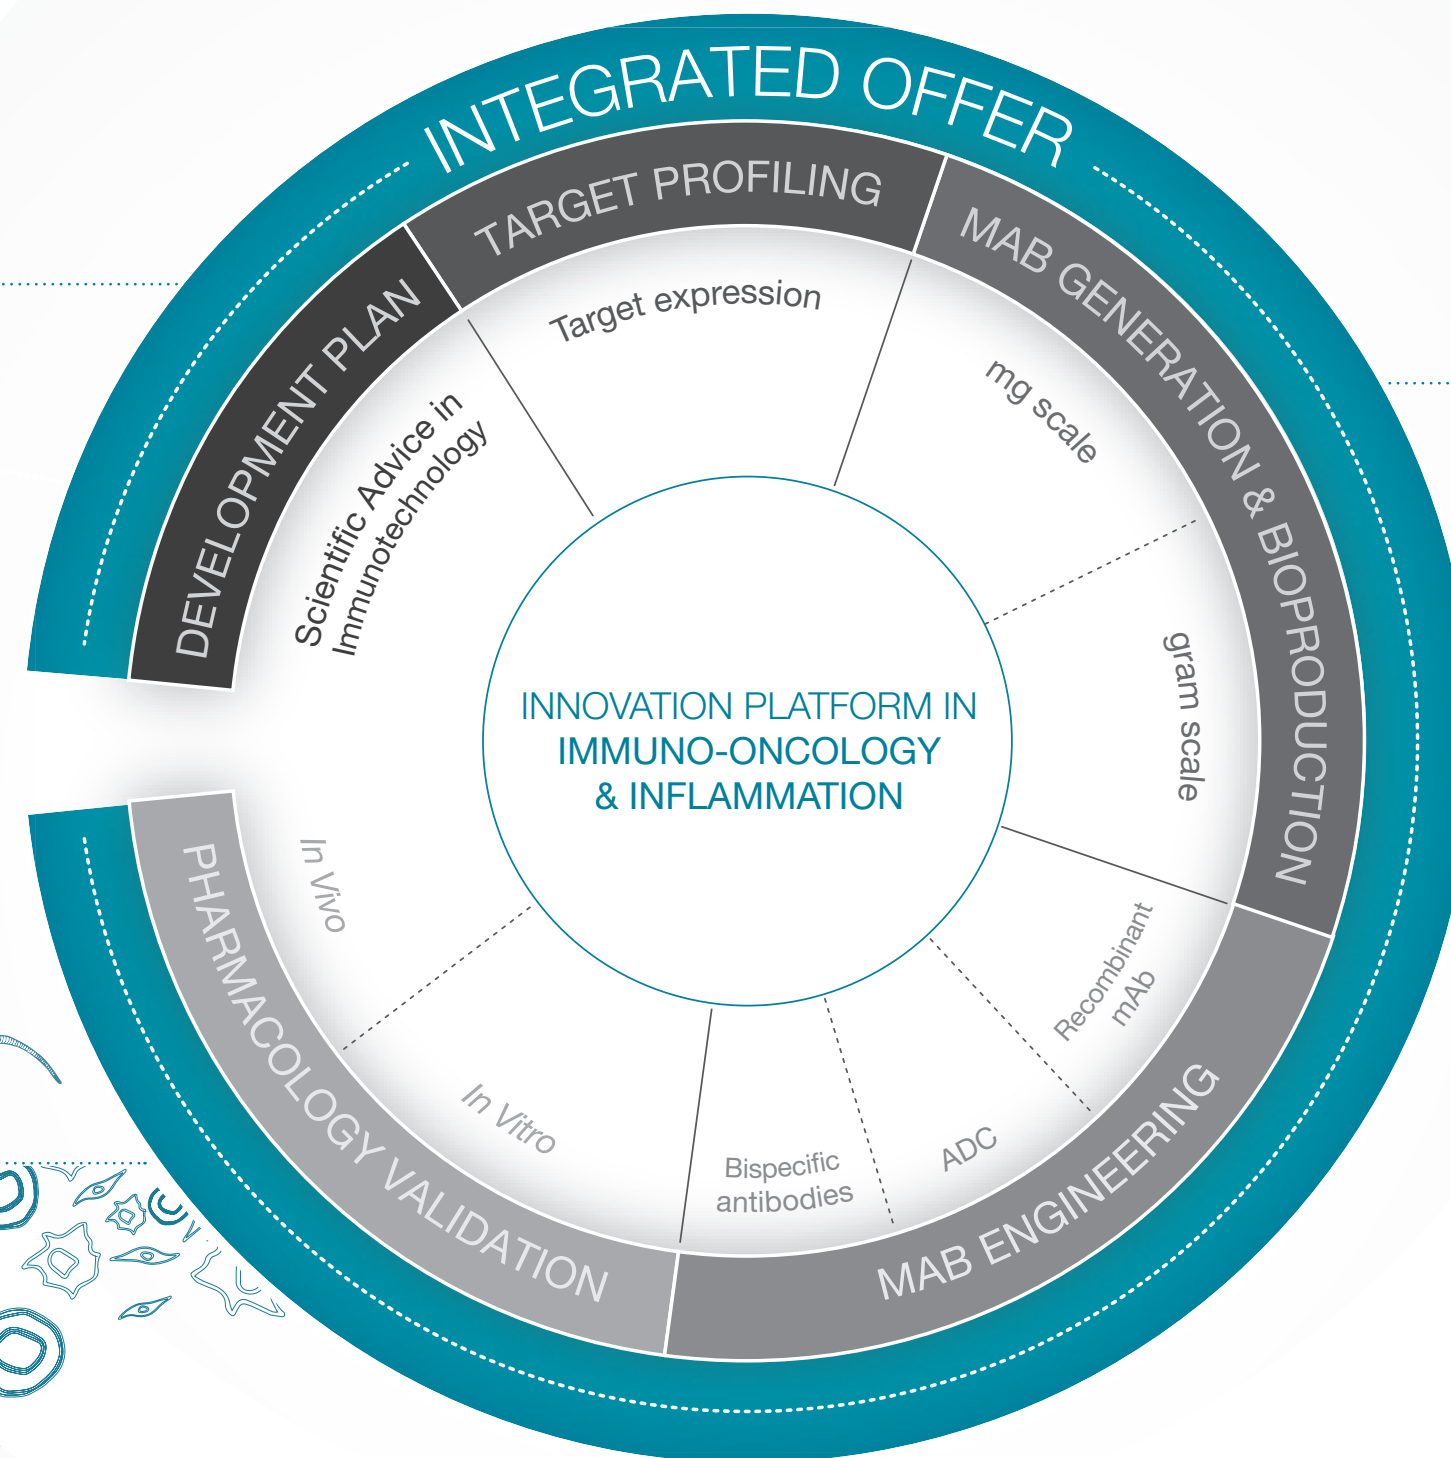 INTEGRATED OFFER
DEVELOPMENT PLAN
Scientific Advice in
Immunotechnology
TARGET PROFILING
Target expression
MAB GENERATION & BIOPRODUCTION
mg scale
gram scale
MAB ENGINEERING
Recombinant
mAb
ADC
Bispecific
antibodies
PHARMACOLOGY VALIDATION
In Vitro
In Vivo
INNOVATION PLATFORM IN
IMMUNO-ONCOLOGY
& INFLAMMATION